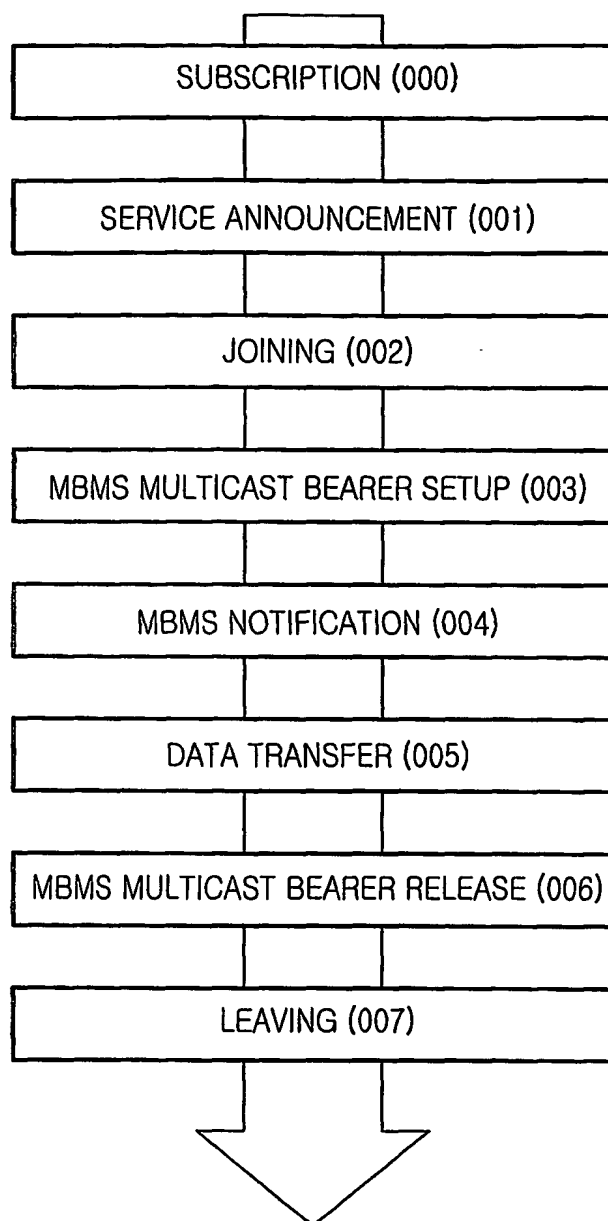 SUBSCRIPTION (000)
SERVICE ANNOUNCEMENT (001)
JOINING (002)
MBMS MULTICAST BEARER SETUP (003)
MBMS NOTIFICATION (004)
DATA TRANSFER (005)
MBMS MULTICAST BEARER RELEASE (006)
LEAVING (007)